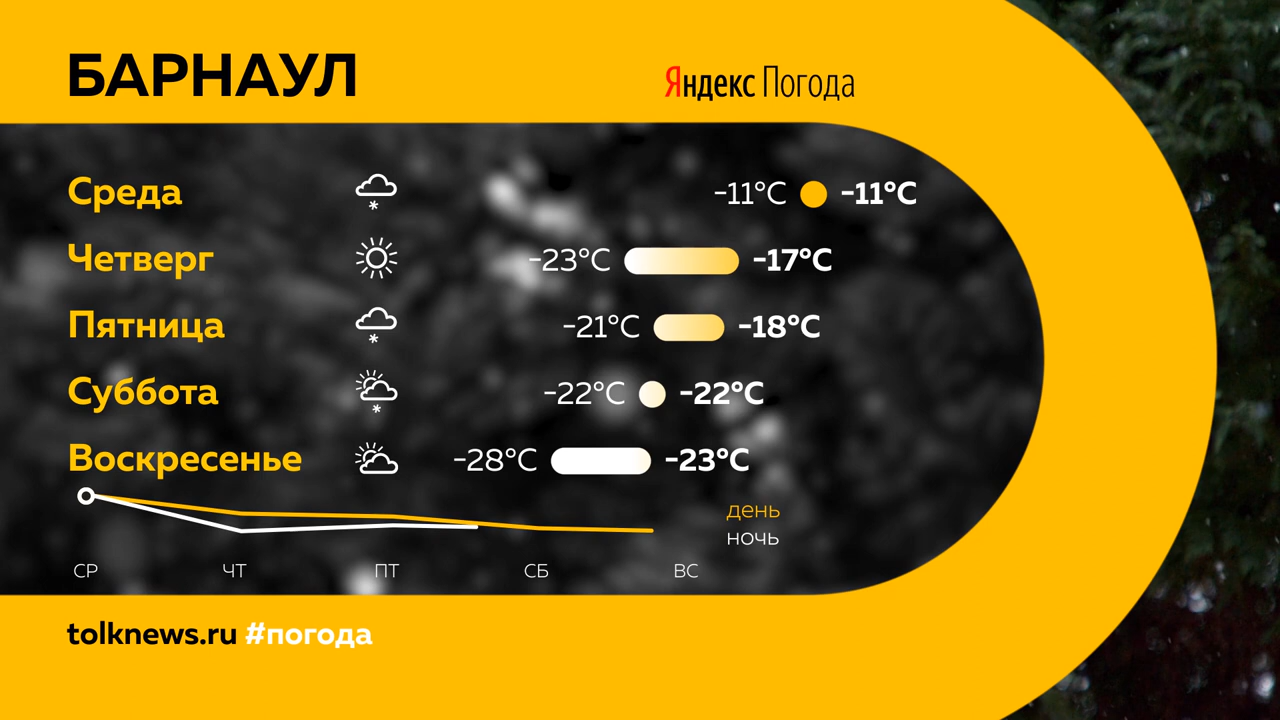 БАРНАУЛ
Яндекс Погода
Среда -11°C -11°C
Четверг -23°C -17°C
Пятница -21°C -18°C
Суббота -22°C -22°C
Воскресенье -28°C -23°C
день
ночь
СР ЧТ ПТ СБ ВС
tolknews.ru #погода